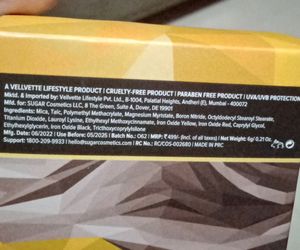 A VELLVETTE LIFESTYLE PRODUCT | CRUELTY-FREE PRODUCT | PARABEN FREE PRODUCT | UVA/UVB PROTECTION
Mktd. & Imported by: Vellvette Lifestyle Pvt. Ltd., B-1004, Palatial Heights, Andheri (E), Mumbai - 400072
Mfd. for: SUGAR Cosmetics LLC, 8 The Green, Suite A, Dover, DE 19901
Ingredients: Mica, Talc, Polymethyl Methacrylate, Magnesium Stearate, Boron Nitride, Octyldodecyl Stearoyl Stearate,
Titanium Dioxide, Lauroyl Lysine, Ethylhexyl Methoxycinnamate, Iron Oxide Yellow, Iron Oxide Red, Caprylyl Glycol,
Ethylhexylglycerin, Iron Oxide Black, Trichoxycaprylylsilane
Mfg. Date: 06/2022 | Use Before: 05/2025 | Batch: 062 | MRP: ₹ 499/- (Incl. of all taxes) | Net Weight: 6g/ 0.21 Oz.
Support: 1800-209-9933 | hello@sugarcosmetics.com | RC No.: RC/COS-002680 | MADE IN PRC